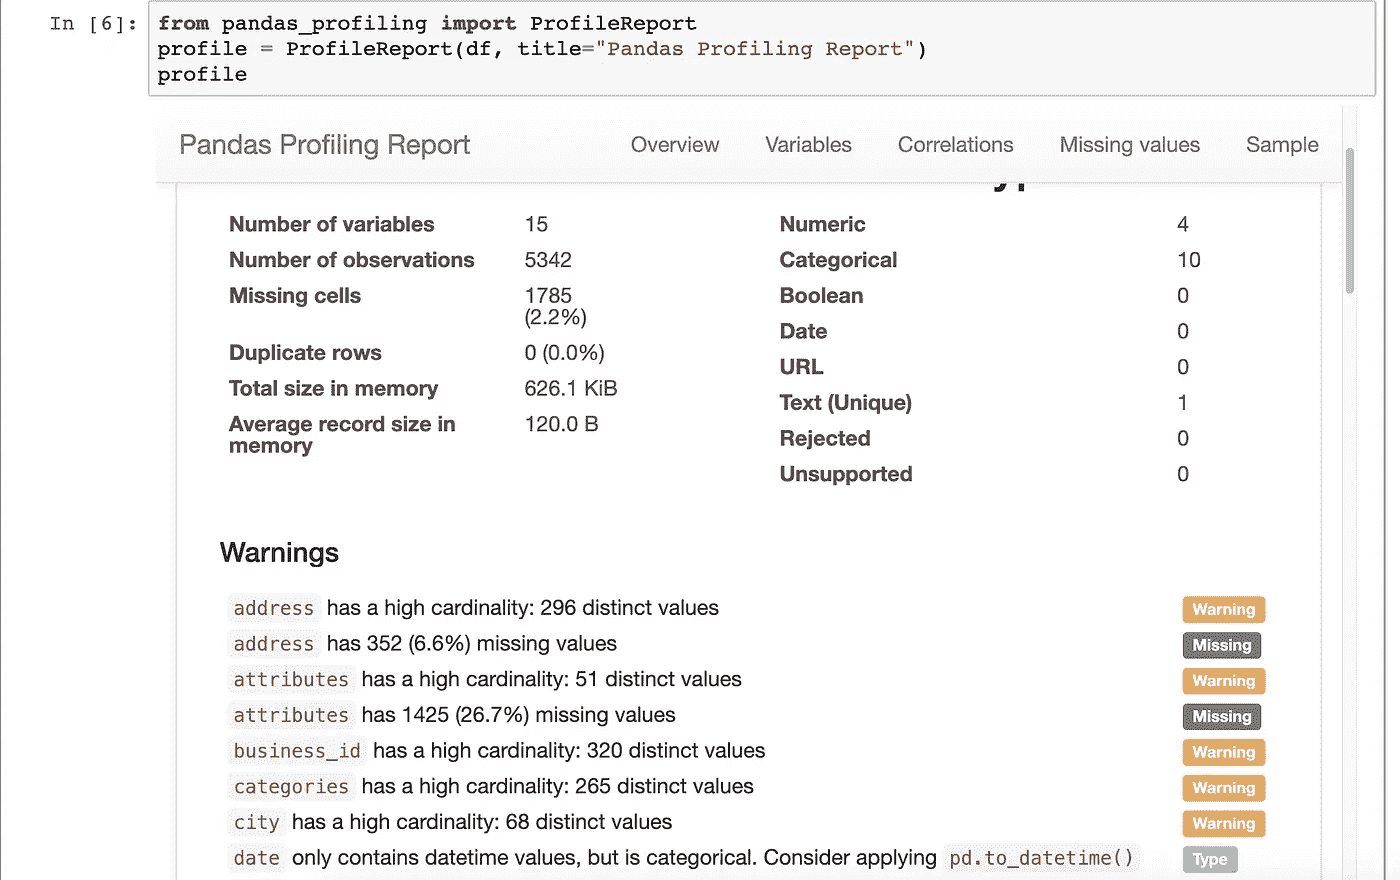 In [6]: from pandas_profiling import ProfileReport
profile = ProfileReport(df, title="Pandas Profiling Report")
profile
Pandas Profiling Report Overview Variables Correlations Missing values Sample
Number of variables 15
Number of observations 5342
Missing cells 1785
(2.2%)
Duplicate rows 0 (0.0%)
Total size in memory 626.1 KiB
Average record size in 120.0 B
memory
Numeric 4
Categorical 10
Boolean 0
Date 0
URL 0
Text (Unique) 1
Rejected 0
Unsupported 0
Warnings
address has a high cardinality: 296 distinct values Warning
address has 352 (6.6%) missing values Missing
attributes has a high cardinality: 51 distinct values Warning
attributes has 1425 (26.7%) missing values Missing
business_id has a high cardinality: 320 distinct values Warning
categories has a high cardinality: 265 distinct values Warning
city has a high cardinality: 68 distinct values Warning
date only contains datetime values, but is categorical. Consider applying pd.to_datetime() Type